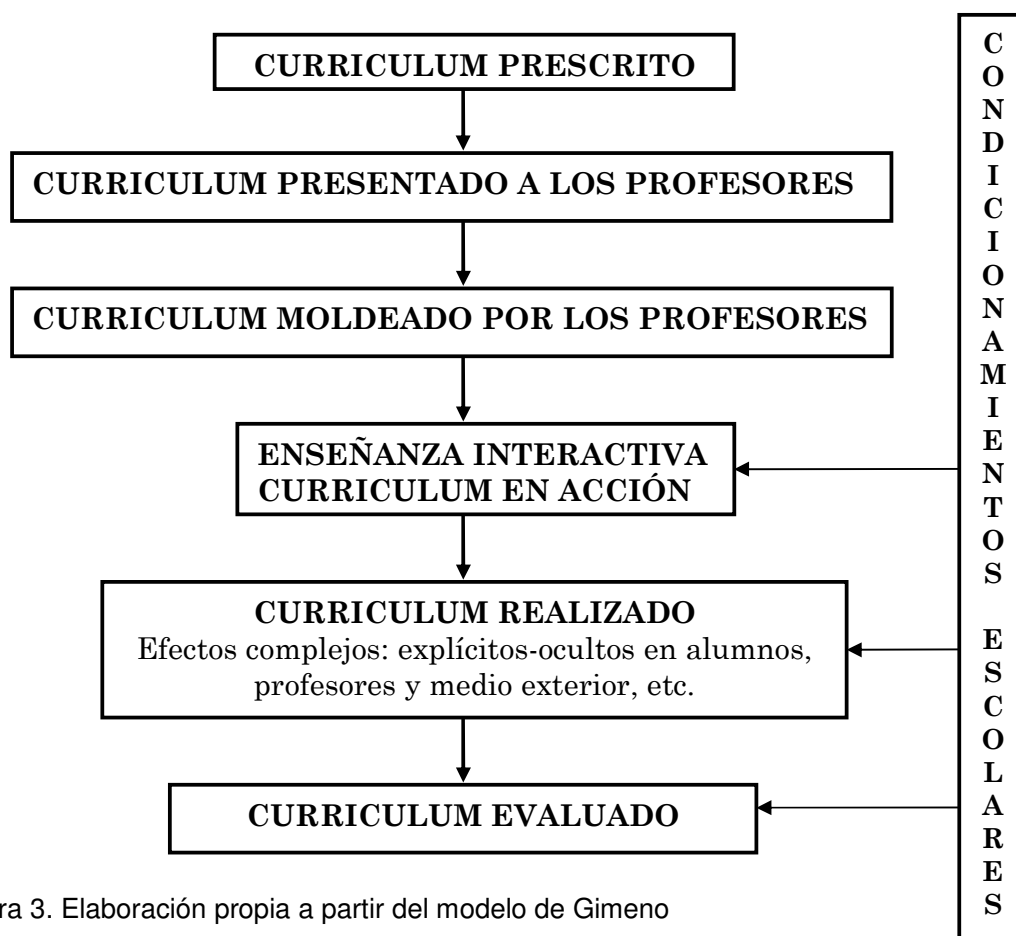 CURRICULUM PRESCRITO
CURRICULUM PRESENTADO A LOS PROFESORES
CURRICULUM MOLDEADO POR LOS PROFESORES
ENSEÑANZA INTERACTIVA
CURRICULUM EN ACCIÓN
CURRICULUM REALIZADO
Efectos complejos: explícitos-ocultos en alumnos,
profesores y medio exterior, etc.
CURRICULUM EVALUADO
CONDICIONAMIENTOS ESCOLARES
ra 3. Elaboración propia a partir del modelo de Gimeno